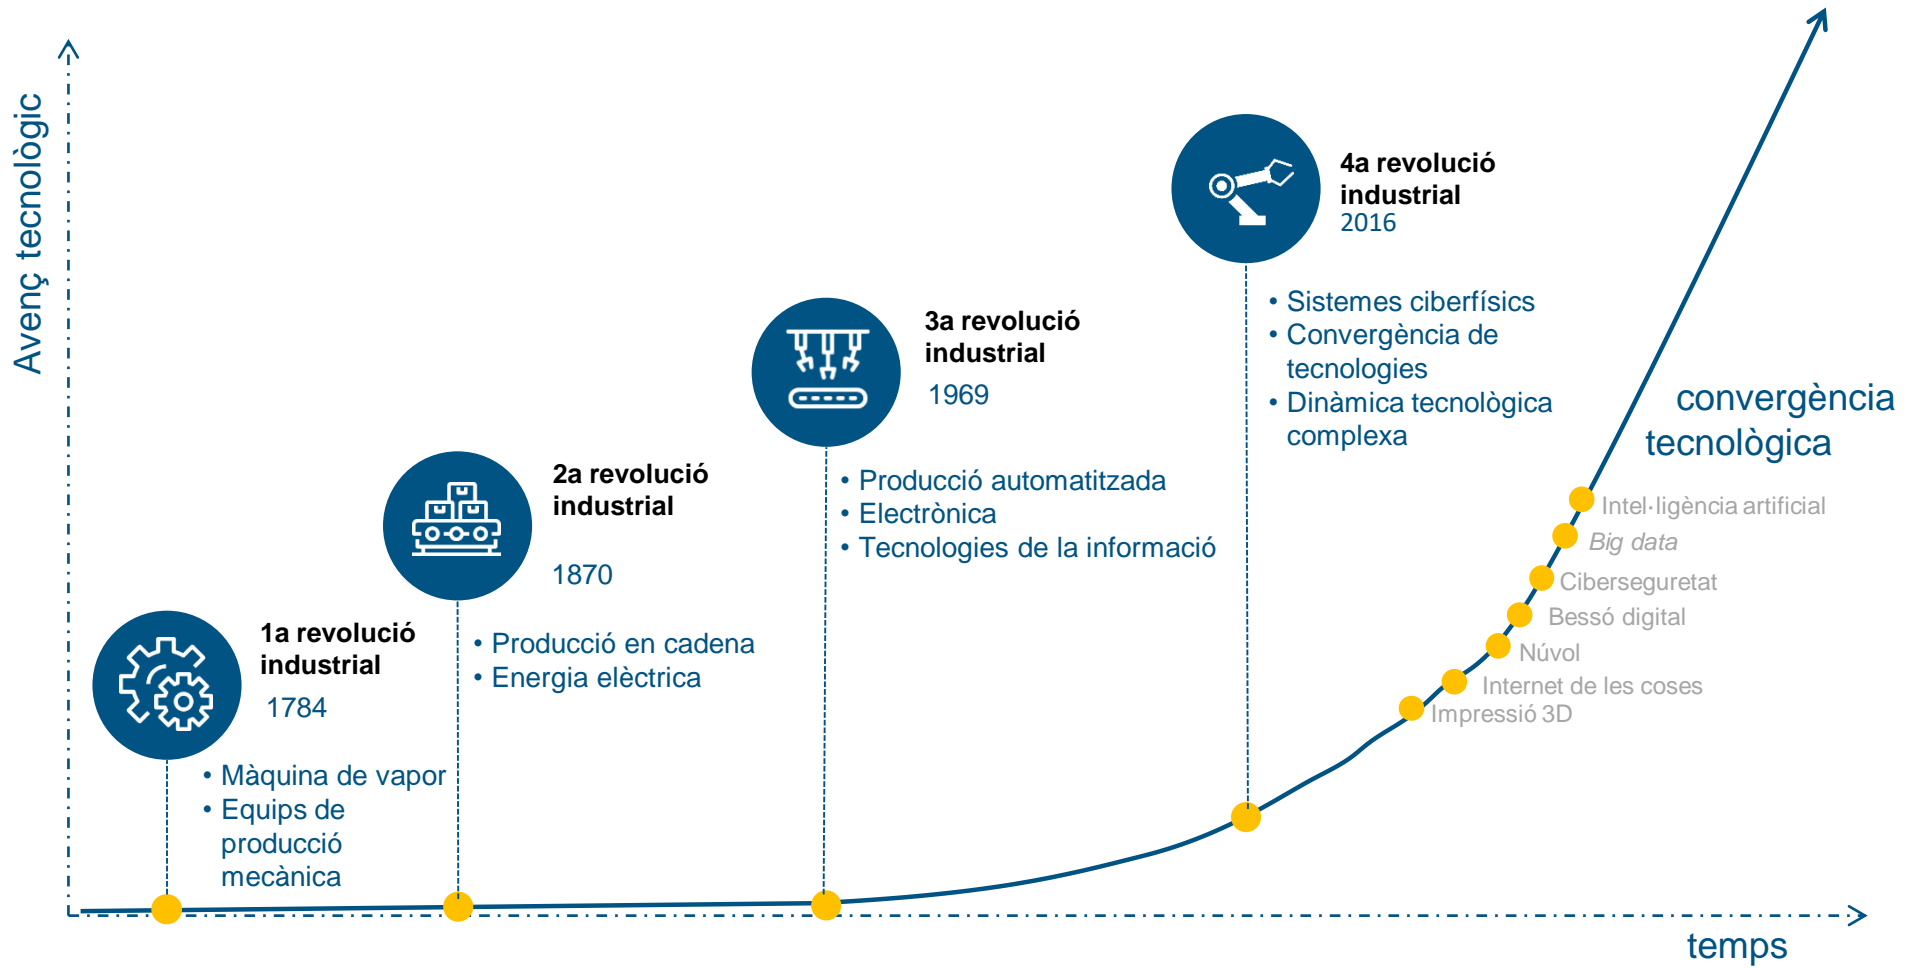 Avenç tecnològic
1a revolució
industrial
1784
• Màquina de vapor
• Equips de
producció
mecànica
2a revolució
industrial
1870
• Producció en cadena
• Energia elèctrica
3a revolució
industrial
1969
• Producció automatitzada
• Electrònica
• Tecnologies de la informació
4a revolució
industrial
2016
• Sistemes ciberfísics
• Convergència de
tecnologies
• Dinàmica tecnològica
complexa
convergència
tecnològica
Intel·ligència artificial
Big data
Ciberseguretat
Bessó digital
Núvol
Internet de les coses
Impressió 3D
temps